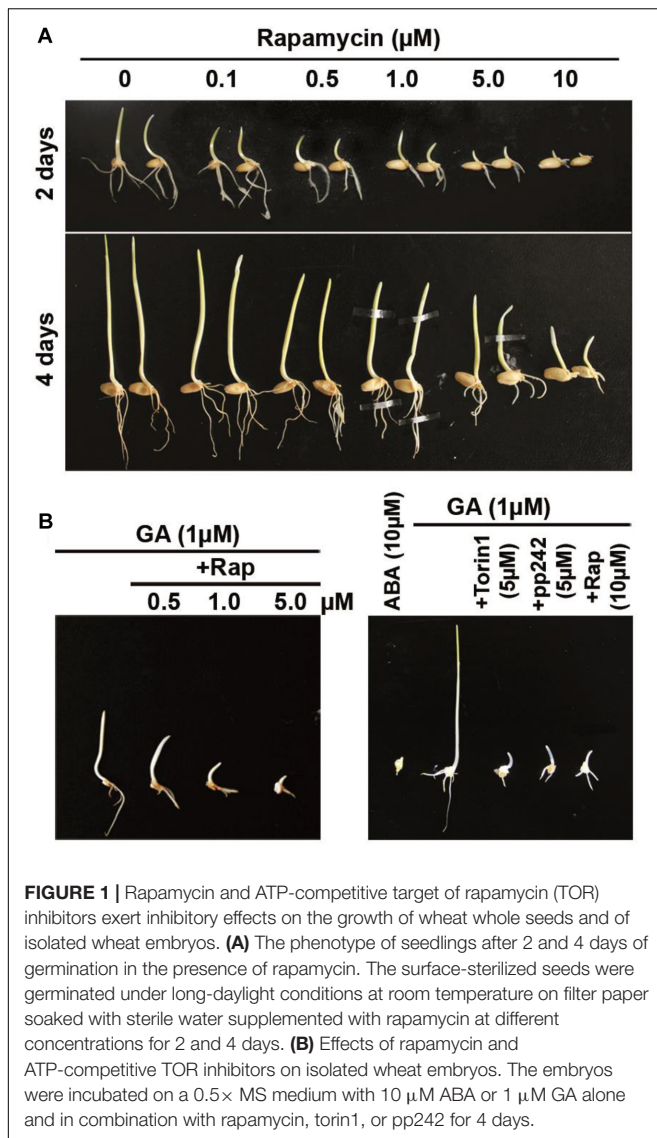 A
Rapamycin (μM)
0 0.1 0.5 1.0 5.0 10
2 days
4 days
B
GA (1μM)
+Rap
0.5 1.0 5.0 μM
ABA (10μM)
GA (1μM)
+Torin1 (5μM)
+pp242 (5μM)
+Rap (10μM)
FIGURE 1 | Rapamycin and ATP-competitive target of rapamycin (TOR)
inhibitors exert inhibitory effects on the growth of wheat whole seeds and of
isolated wheat embryos. (A) The phenotype of seedlings after 2 and 4 days of
germination in the presence of rapamycin. The surface-sterilized seeds were
germinated under long-daylight conditions at room temperature on filter paper
soaked with sterile water supplemented with rapamycin at different
concentrations for 2 and 4 days. (B) Effects of rapamycin and
ATP-competitive TOR inhibitors on isolated wheat embryos. The embryos
were incubated on a 0.5× MS medium with 10 μM ABA or 1 μM GA alone
and in combination with rapamycin, torin1, or pp242 for 4 days.